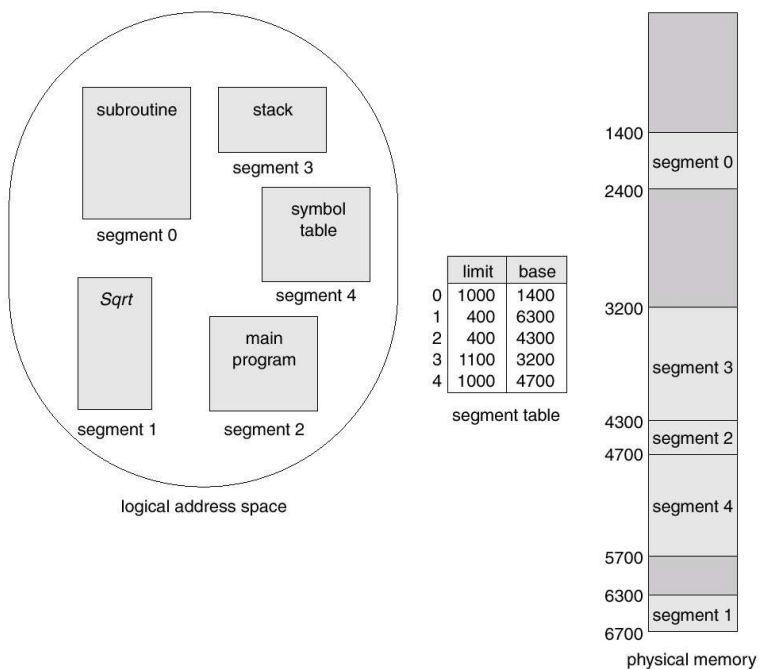 subroutine
segment 0
stack
segment 3
symbol
table
segment 4
Sqrt
segment 1
main
program
segment 2
logical address space
limit base
0 1000 1400
1 400 6300
2 400 4300
3 1100 3200
4 1000 4700
segment table
1400
segment 0
2400
3200
segment 3
4300
segment 2
4700
segment 4
5700
6300
segment 1
6700
physical memory